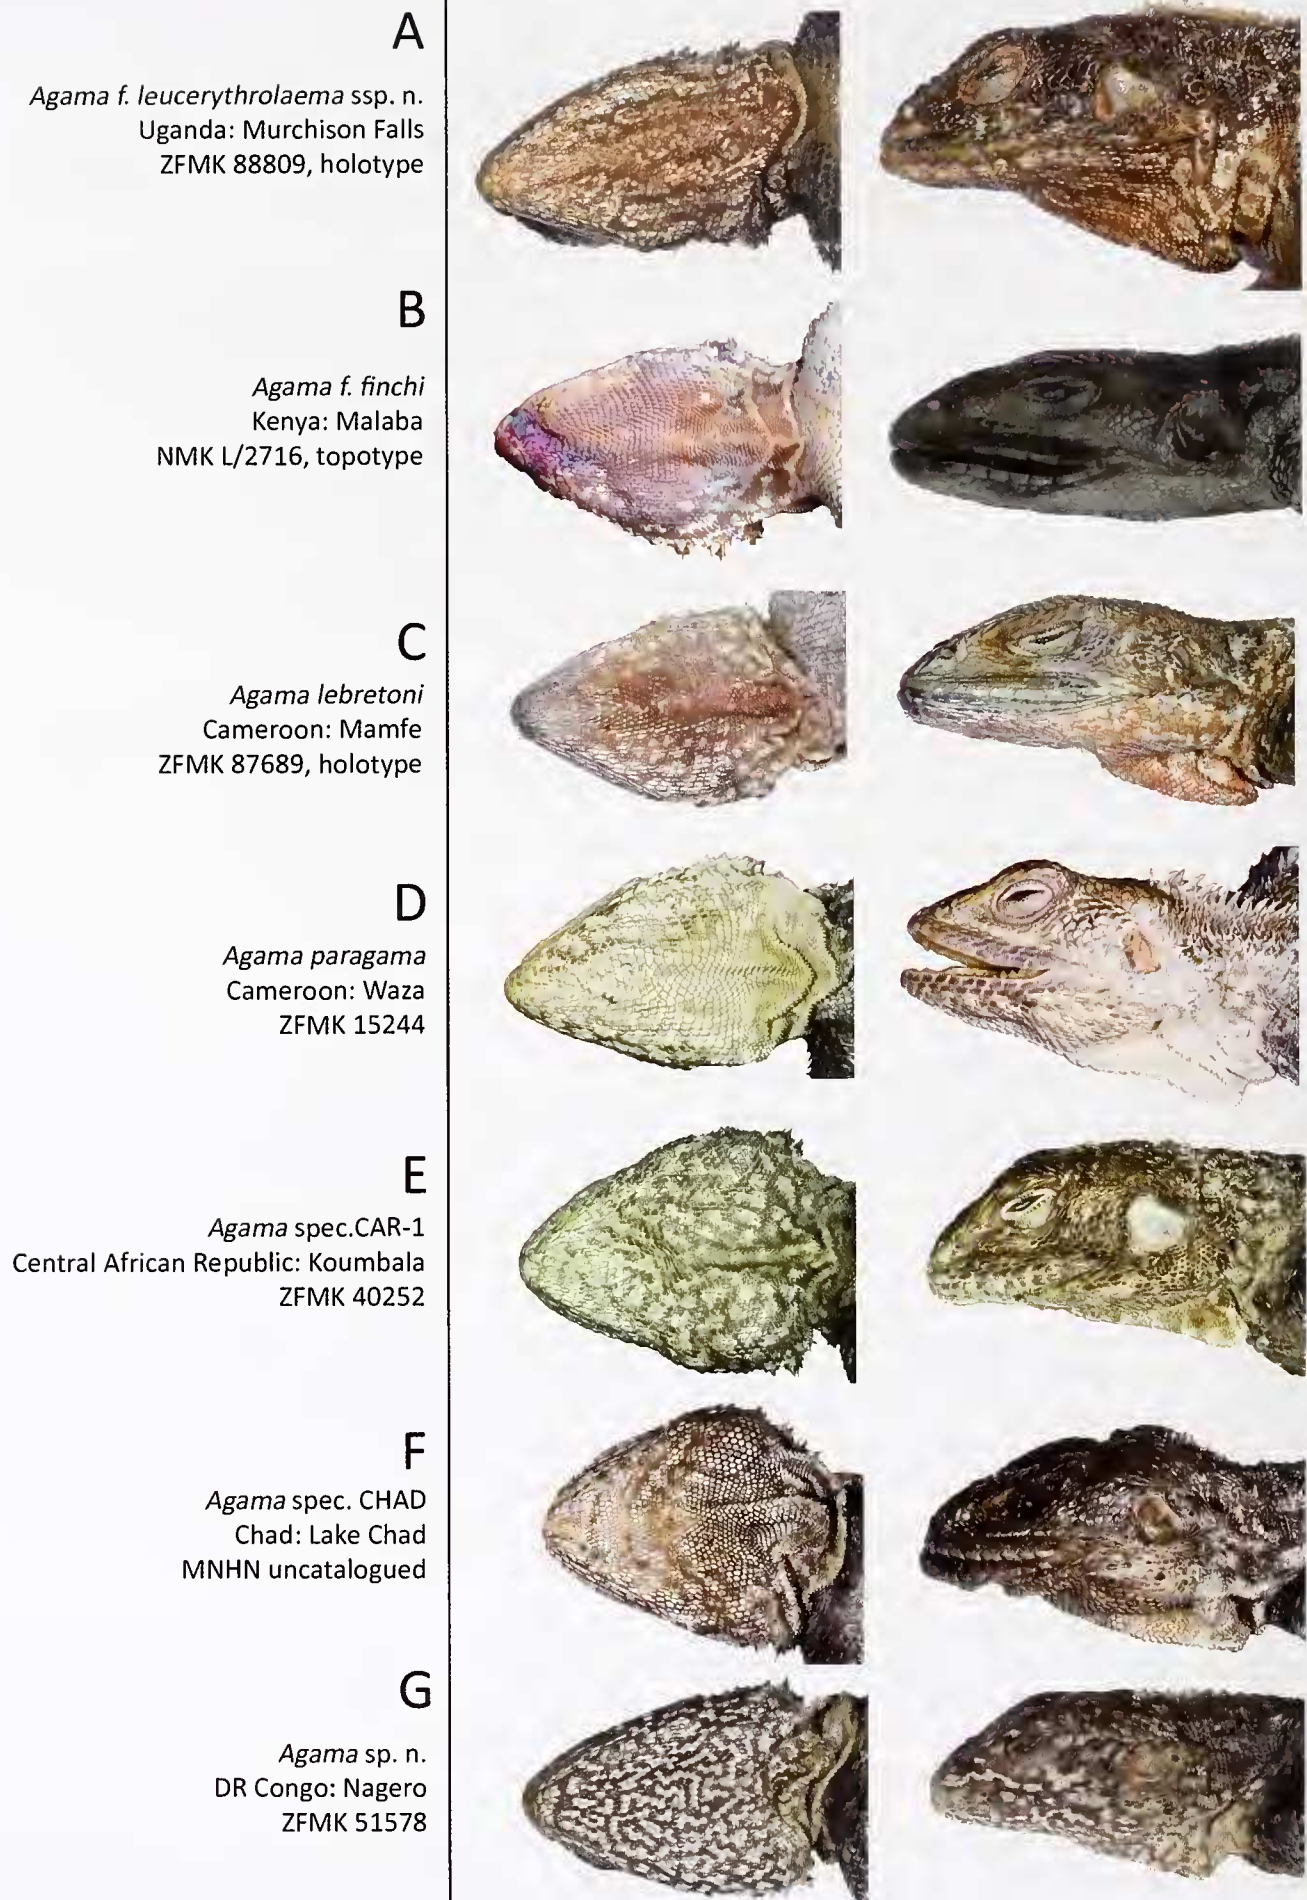 A
Agama f. leucerythrolaema ssp. n.
Uganda: Murchison Falls
ZFMK 88809, holotype
B
Agama f. finchi
Kenya: Malaba
NMK L/2716, topotype
C
Agama lebretoni
Cameroon: Mamfe
ZFMK 87689, holotype
D
Agama paragama
Cameroon: Waza
ZFMK 15244
E
Agama spec.CAR-1
Central African Republic: Koumbala
ZFMK 40252
F
Agama spec. CHAD
Chad: Lake Chad
MNHN uncatalogued
G
Agama sp. n.
DR Congo: Nagero
ZFMK 51578